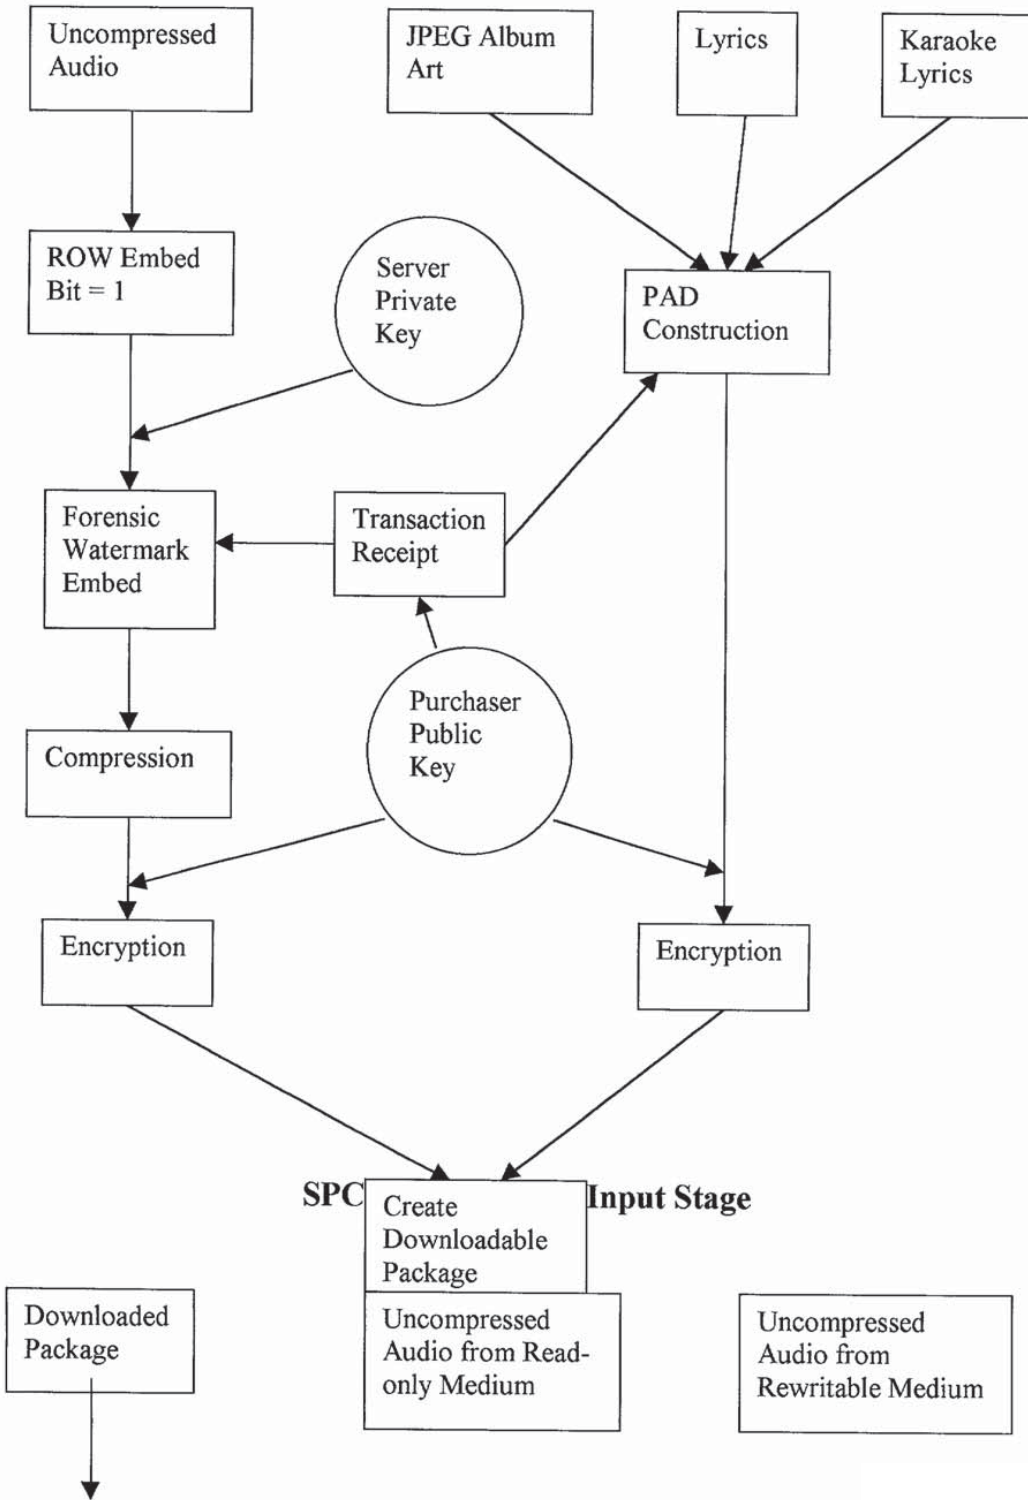 Uncompressed
Audio
JPEG Album
Art
Lyrics
Karaoke
Lyrics
ROW Embed
Bit = 1
Server
Private
Key
PAD
Construction
Forensic
Watermark
Embed
Transaction
Receipt
Purchaser
Public
Key
Compression
Encryption
Encryption
SPC
Input Stage
Create
Downloadable
Package
Downloaded
Package
Uncompressed
Audio from Read-
only Medium
Uncompressed
Audio from
Rewritable Medium